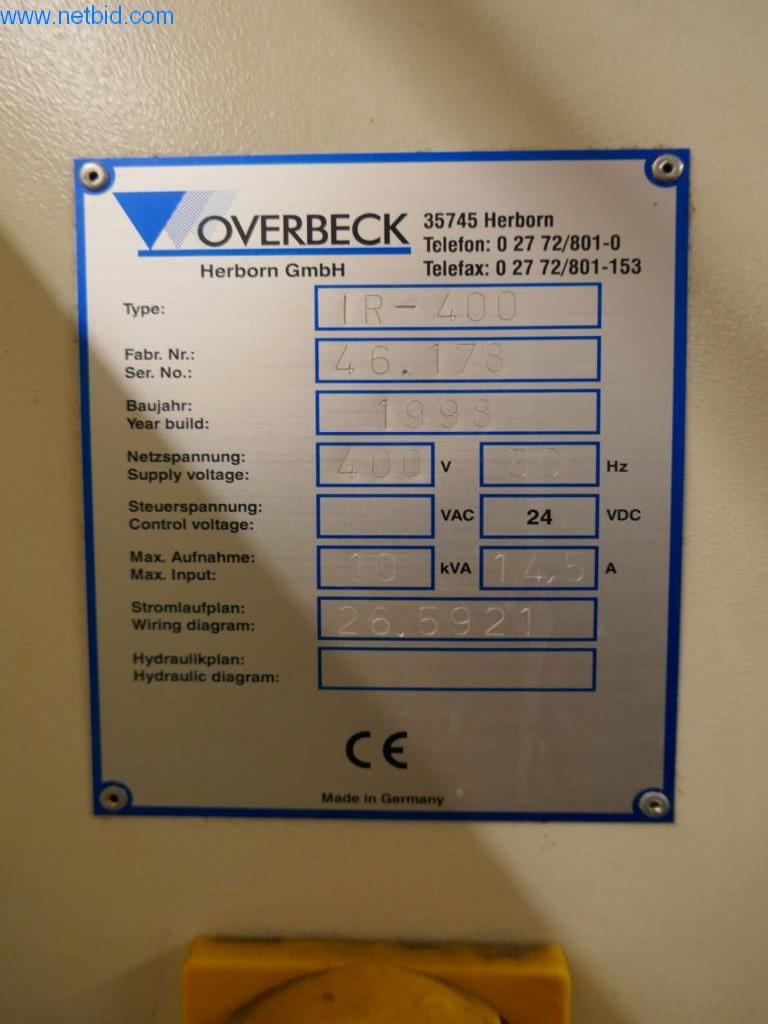 www.netbid.com
OVERBECK
Herborn GmbH
35745 Herborn
Telefon: 0 27 72/801-0
Telefax: 0 27 72/801-153
Type: IR-400
Fabr. Nr.:
Ser. No.: 46.178
Baujahr:
Year build: 1998
Netzspannung:
Supply voltage: 400 V 50 Hz
Steuerspannung:
Control voltage: VAC 24 VDC
Max. Aufnahme:
Max. Input: 10 kVA 14,5 A
Stromlaufplan:
Wiring diagram: 26.5921
Hydraulikplan:
Hydraulic diagram:
CE
Made in Germany